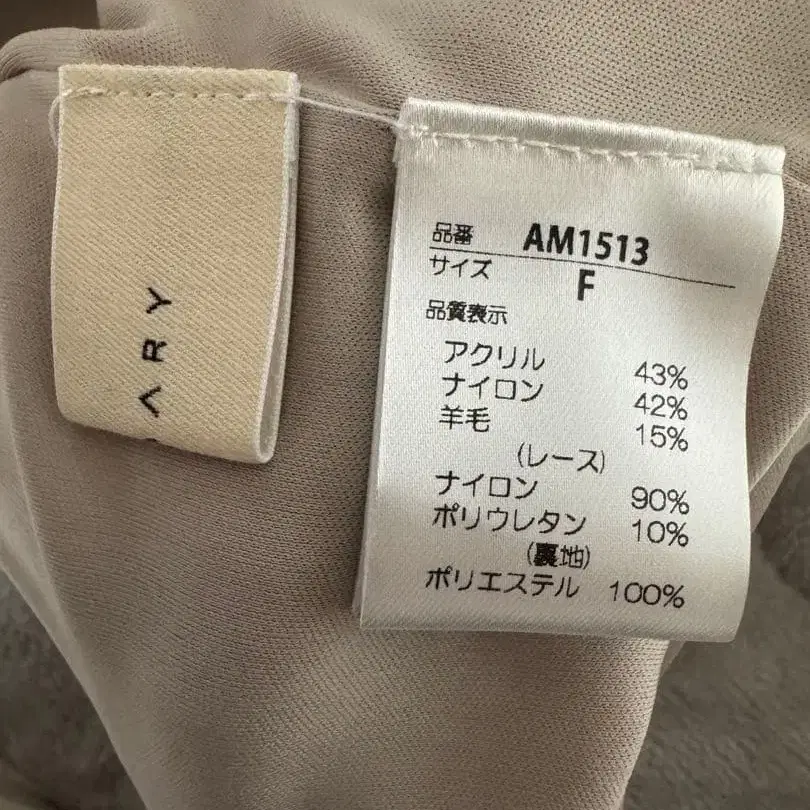 ARY
品番 AM1513
サイズ F
品質表示
アクリル 43%
ナイロン 42%
羊毛 15%
(レース)
ナイロン 90%
ポリウレタン 10%
(裏地)
ポリエステル 100%